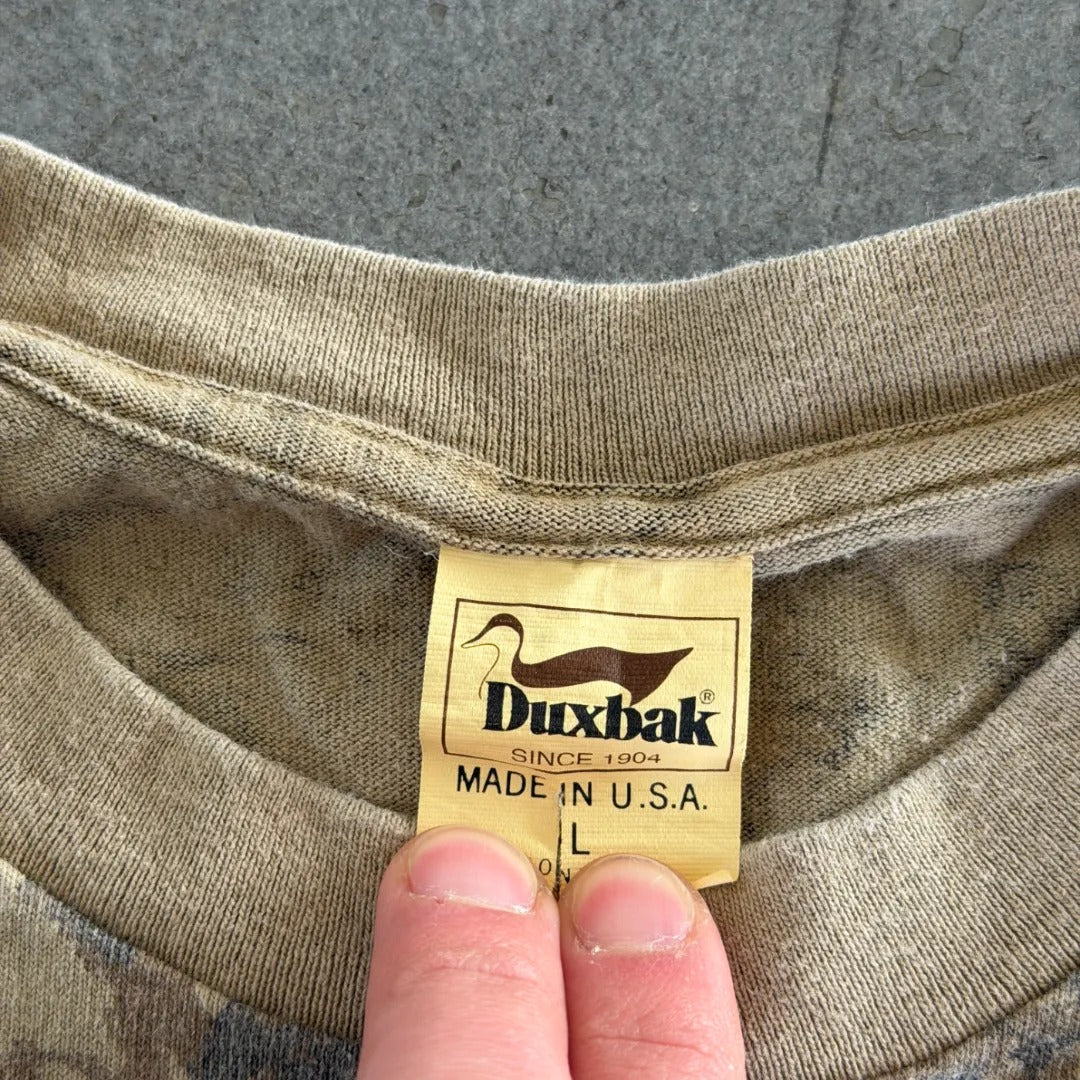 Duxbak®
SINCE 1904
MADE IN U.S.A.
L